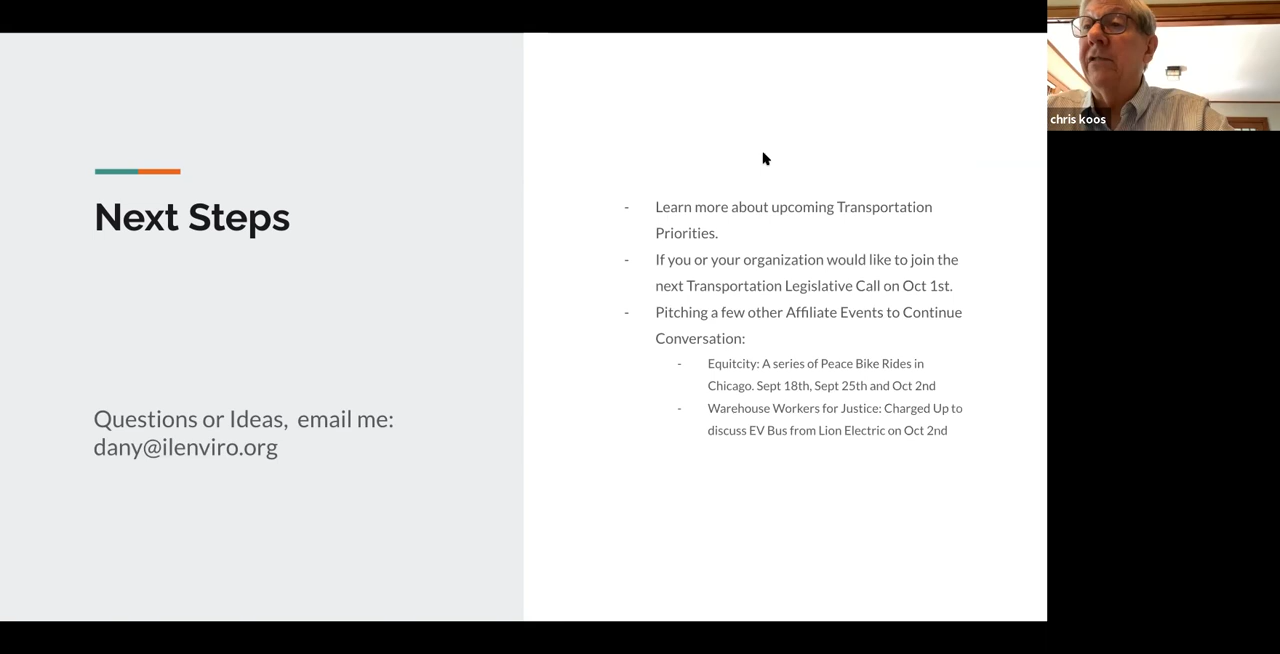 Next Steps
Questions or Ideas,  email me:
dany@ilenviro.org
- Learn more about upcoming Transportation
Priorities.
- If you or your organization would like to join the
next Transportation Legislative Call on Oct 1st.
- Pitching a few other Affiliate Events to Continue
Conversation:
- Equitcity: A series of Peace Bike Rides in
Chicago. Sept 18th, Sept 25th and Oct 2nd
- Warehouse Workers for Justice: Charged Up to
discuss EV Bus from Lion Electric on Oct 2nd
chris koos